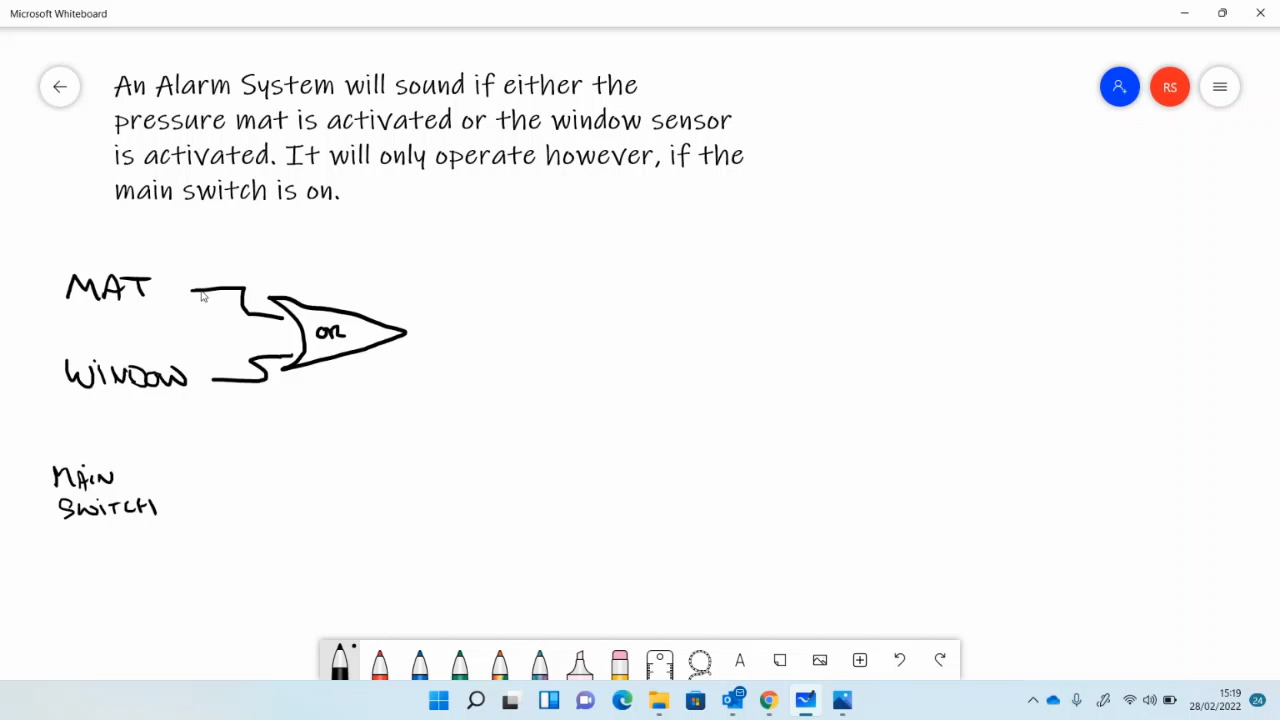 Microsoft Whiteboard
An Alarm System will sound if either the
pressure mat is activated or the window sensor
is activated. It will only operate however, if the
main switch is on.
RS
MAT
OR
WINDOW
MAIN
SWITCH
A
15:19
28/02/2022
24